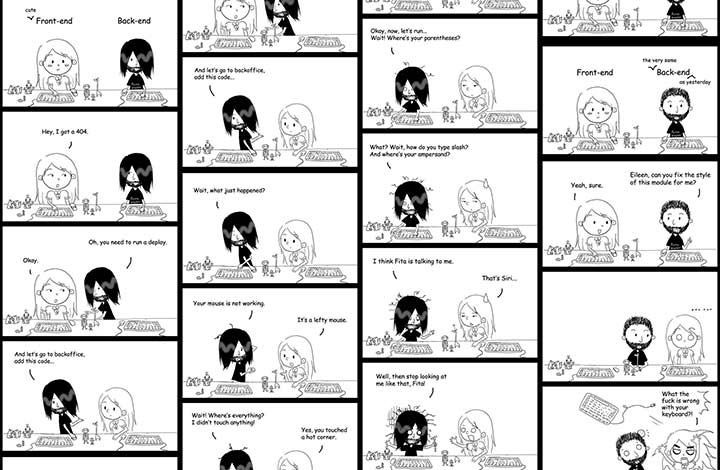 cute
Front-end
Back-end
Hey, I got a 404.
Oh, you need to run a deploy.
Okay.
And let's go to backoffice,
add this code...
And let's go to backoffice,
add this code...
Wait, what just happened?
Your mouse is not working.
It's a lefty mouse.
Wait! Where's everything?
I didn't touch anything!
Yes, you touched
a hot corner.
Okay, now, let's run...
Wait! Where's your parentheses?
What? Wait, how do you type slash?
And where's your ampersand?
I think Fita is talking to me.
That's Siri...
Well, then stop looking at
me like that, Fita!
the very same
Front-end
Back-end
as yesterday
Eileen, can you fix the style
of this module for me?
Yeah, sure.
What the
fuck is wrong
with your
keyboard?!